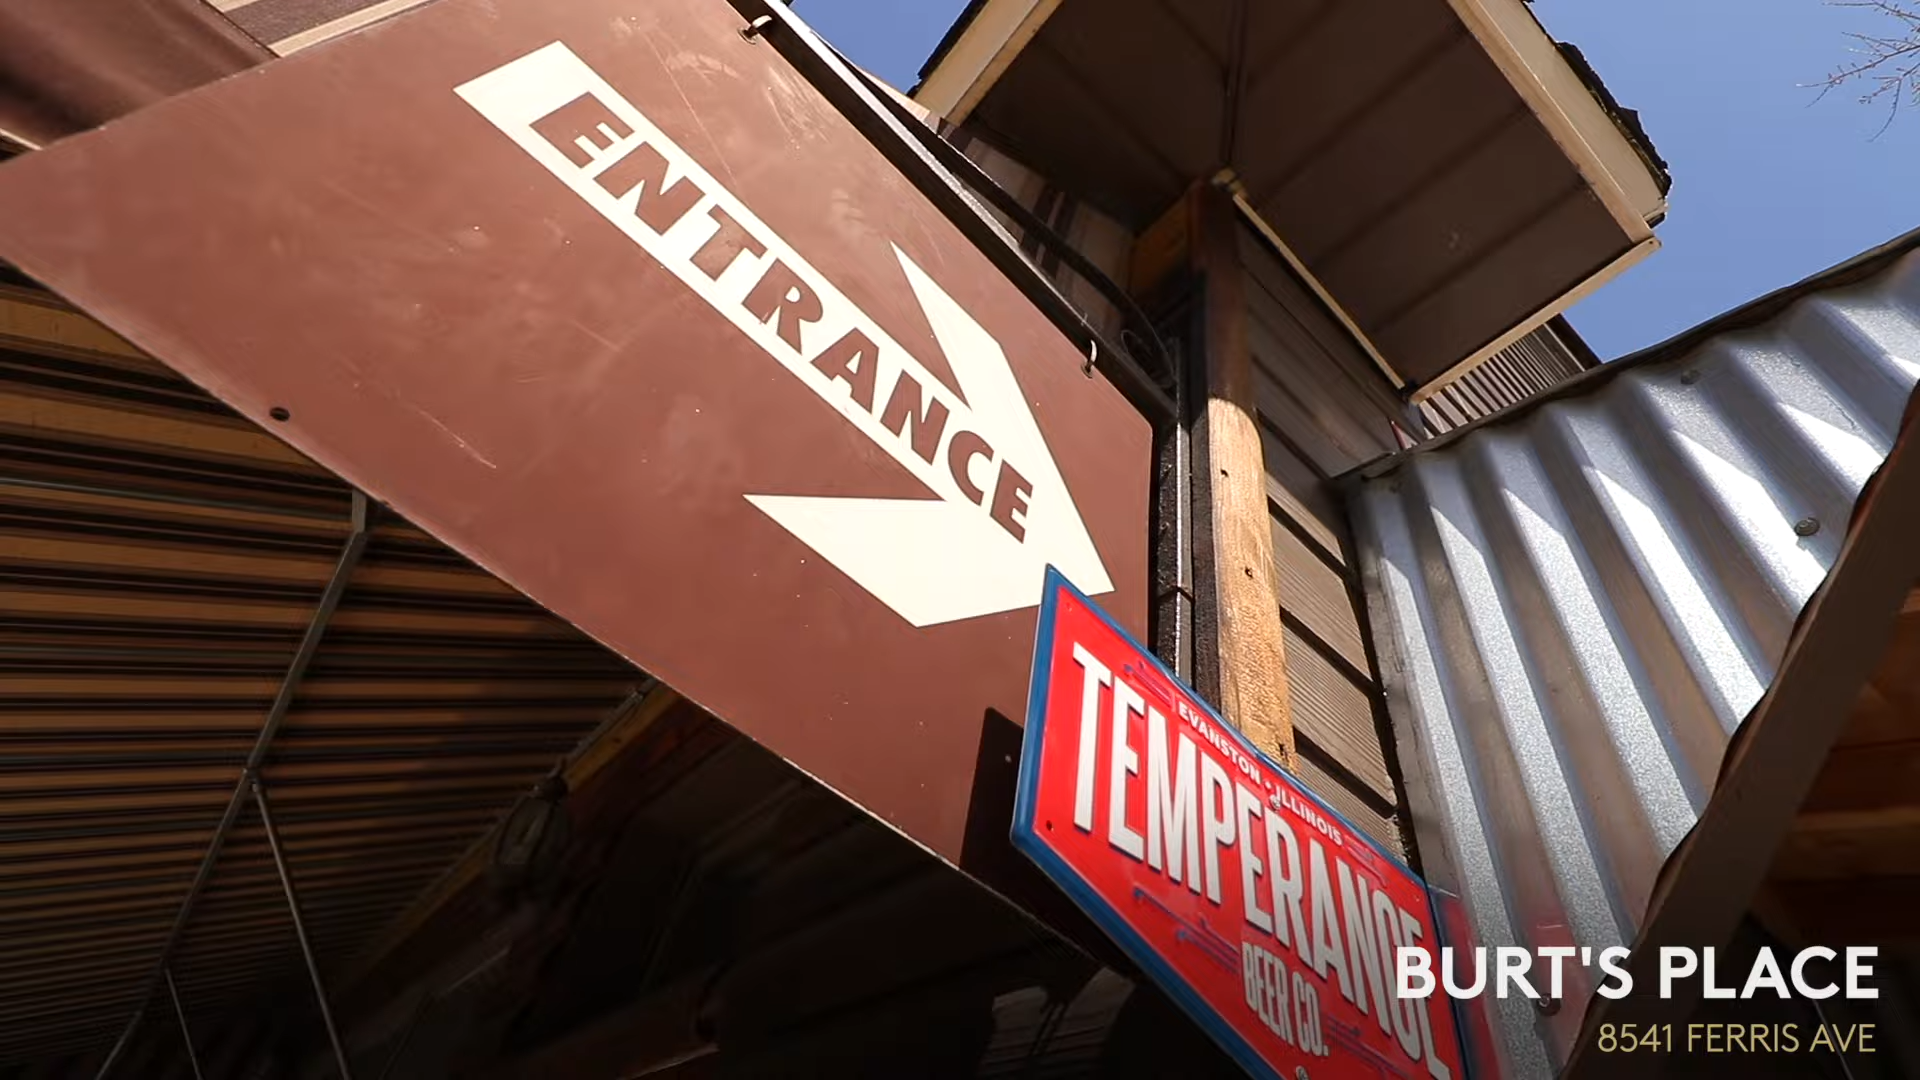 ENTRANCE
EVANSTON • ILLINOIS
TEMPERANCE
BEER CO.
BURT'S PLACE
8541 FERRIS AVE